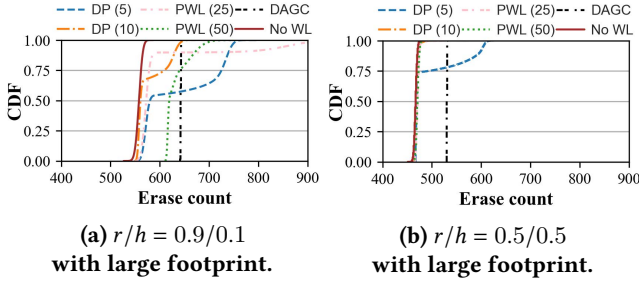 DP (5) PWL (25) DAGC
DP (10) PWL (50) No WL
CDF
1.00
0.75
0.50
0.25
0.00
400 500 600 700 800 900
Erase count
(a) r/h = 0.9/0.1
with large footprint.
DP (5) PWL (25) DAGC
DP (10) PWL (50) No WL
CDF
1.00
0.75
0.50
0.25
0.00
400 500 600 700 800 900
Erase count
(b) r/h = 0.5/0.5
with large footprint.